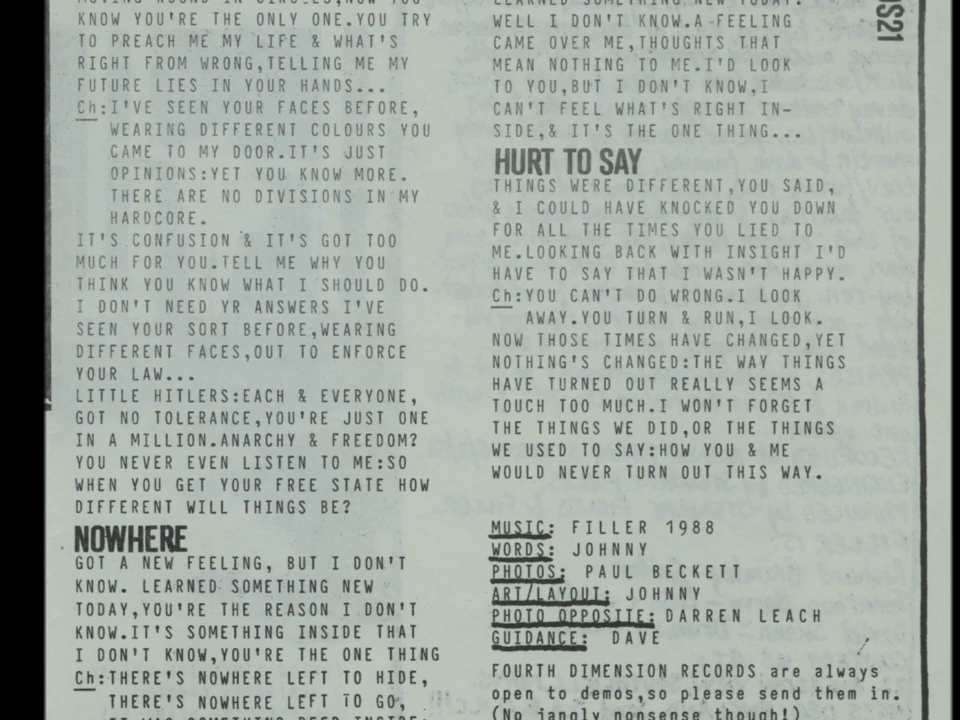 KNOW YOU'RE THE ONLY ONE.YOU TRY
TO PREACH ME MY LIFE & WHAT'S
RIGHT FROM WRONG,TELLING ME MY
FUTURE LIES IN YOUR HANDS...
Ch:I'VE SEEN YOUR FACES BEFORE,
WEARING DIFFERENT COLOURS YOU
CAME TO MY DOOR.IT'S JUST
OPINIONS:YET YOU KNOW MORE.
THERE ARE NO DIVISIONS IN MY
HARDCORE.
IT'S CONFUSION & IT'S GOT TOO
MUCH FOR YOU.TELL ME WHY YOU
THINK YOU KNOW WHAT I SHOULD DO.
I DON'T NEED YR ANSWERS I'VE
SEEN YOUR SORT BEFORE,WEARING
DIFFERENT FACES,OUT TO ENFORCE
YOUR LAW...
LITTLE HITLERS:EACH & EVERYONE,
GOT NO TOLERANCE,YOU'RE JUST ONE
IN A MILLION.ANARCHY & FREEDOM?
YOU NEVER EVEN LISTEN TO ME:SO
WHEN YOU GET YOUR FREE STATE HOW
DIFFERENT WILL THINGS BE?
NOWHERE
GOT A NEW FEELING, BUT I DON'T
KNOW. LEARNED SOMETHING NEW
TODAY,YOU'RE THE REASON I DON'T
KNOW.IT'S SOMETHING INSIDE THAT
I DON'T KNOW,YOU'RE THE ONE THING
Ch:THERE'S NOWHERE LEFT TO HIDE,
THERE'S NOWHERE LEFT TO GO,
IT WAS SOMETHING DEEP INSIDE:
LEARNED SOMETHING NEW TODAY.
WELL I DON'T KNOW.A FEELING
CAME OVER ME,THOUGHTS THAT
MEAN NOTHING TO ME.I'D LOOK
TO YOU,BUT I DON'T KNOW,I
CAN'T FEEL WHAT'S RIGHT IN-
SIDE,& IT'S THE ONE THING...
HURT TO SAY
THINGS WERE DIFFERENT,YOU SAID,
& I COULD HAVE KNOCKED YOU DOWN
FOR ALL THE TIMES YOU LIED TO
ME.LOOKING BACK WITH INSIGHT I'D
HAVE TO SAY THAT I WASN'T HAPPY.
Ch:YOU CAN'T DO WRONG.I LOOK
AWAY.YOU TURN & RUN,I LOOK.
NOW THOSE TIMES HAVE CHANGED,YET
NOTHING'S CHANGED:THE WAY THINGS
HAVE TURNED OUT REALLY SEEMS A
TOUCH TOO MUCH.I WON'T FORGET
THE THINGS WE DID,OR THE THINGS
WE USED TO SAY:HOW YOU & ME
WOULD NEVER TURN OUT THIS WAY.
MUSIC: FILLER 1988
WORDS: JOHNNY
PHOTOS: PAUL BECKETT
ART/LAYOUT: JOHNNY
PHOTO OPPOSITE: DARREN LEACH
GUIDANCE: DAVE
FOURTH DIMENSION RECORDS are always
open to demos,so please send them in.
(No jangly nonsense though!)